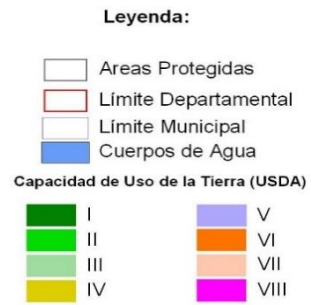 Leyenda:
Areas Protegidas
Límite Departamental
Límite Municipal
Cuerpos de Agua
Capacidad de Uso de la Tierra (USDA)
I
II
III
IV
V
VI
VII
VIII